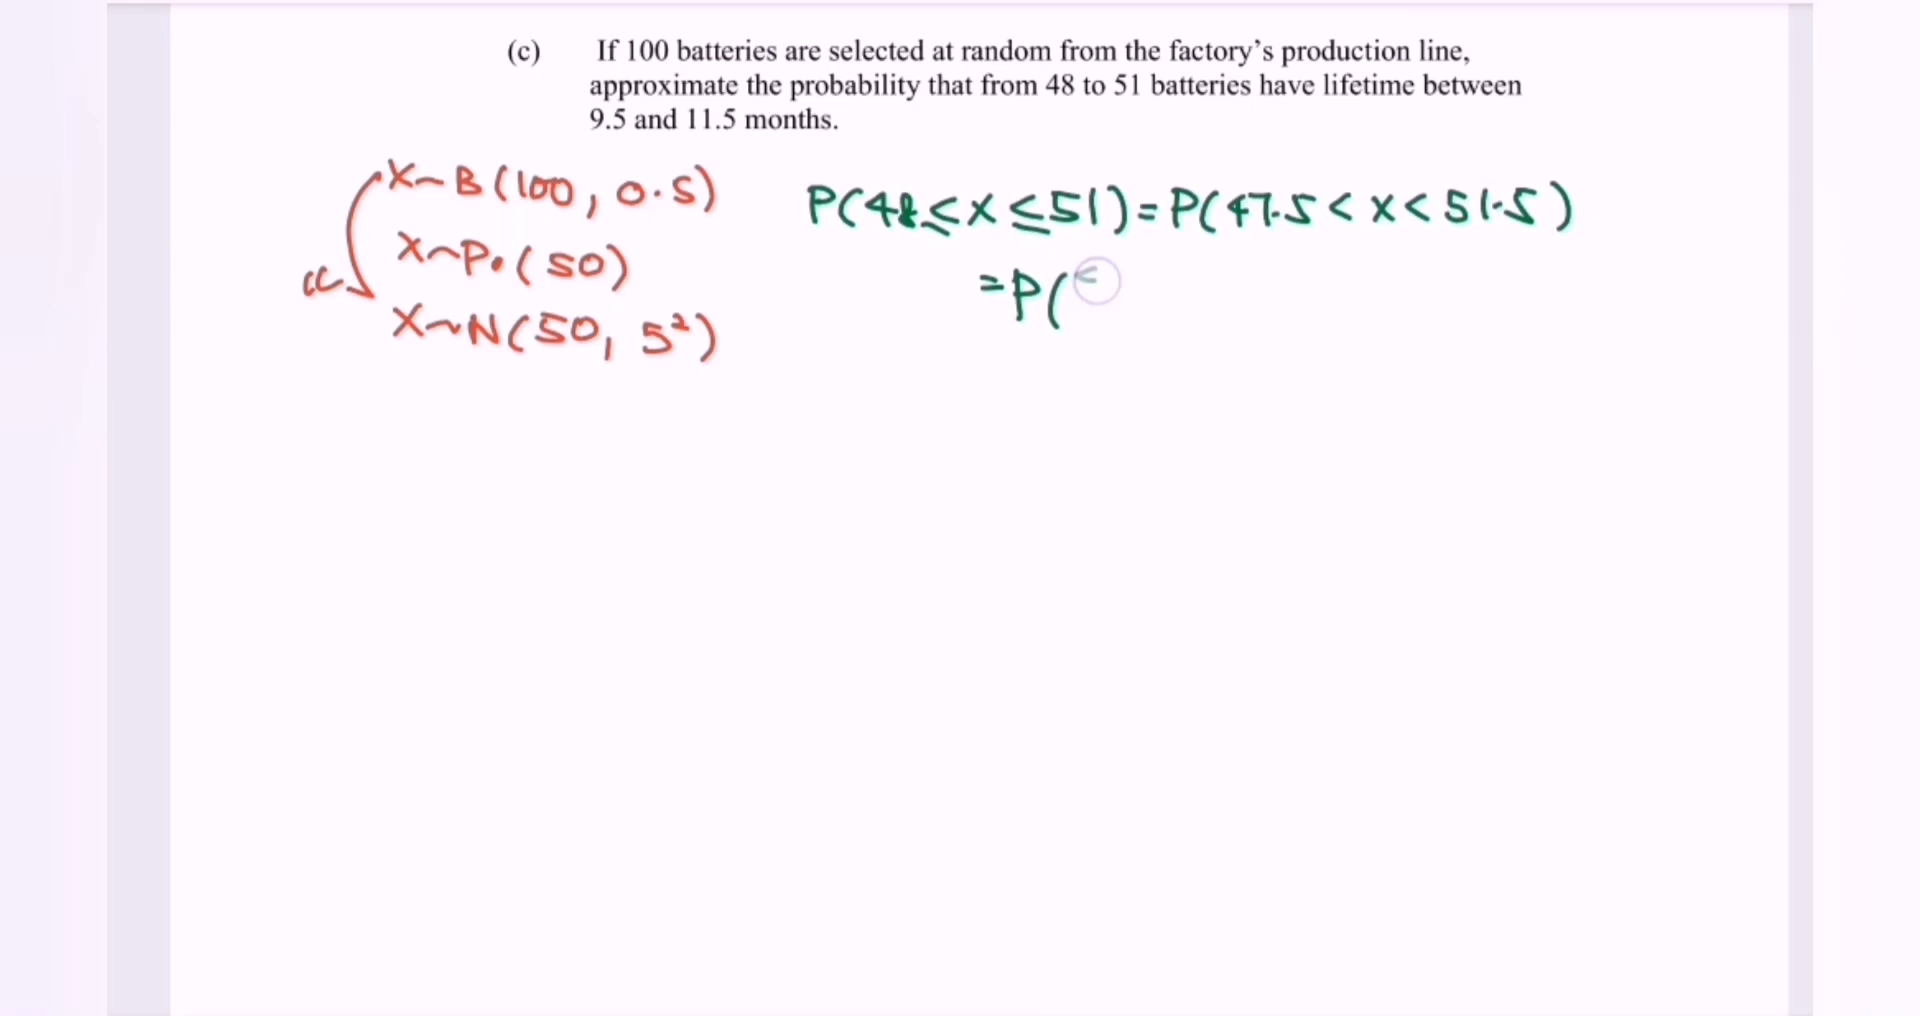 (c) If 100 batteries are selected at random from the factory's production line,
approximate the probability that from 48 to 51 batteries have lifetime between
9.5 and 11.5 months.
X~B(100, 0.5)
X~P.(50)
CC
X~N(50, 5²)
P(48≤X≤51)=P(47.5<X<51.5)
=P(